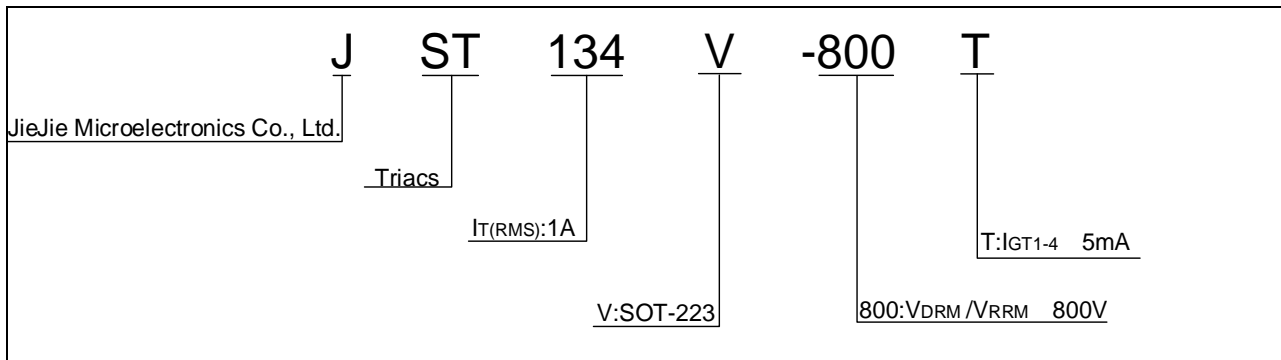 J ST 134 V -800 T
JieJie Microelectronics Co., Ltd.
Triacs
IT(RMS):1A
T:IGT1-4 5mA
V:SOT-223
800:VDRM /VRRM 800V